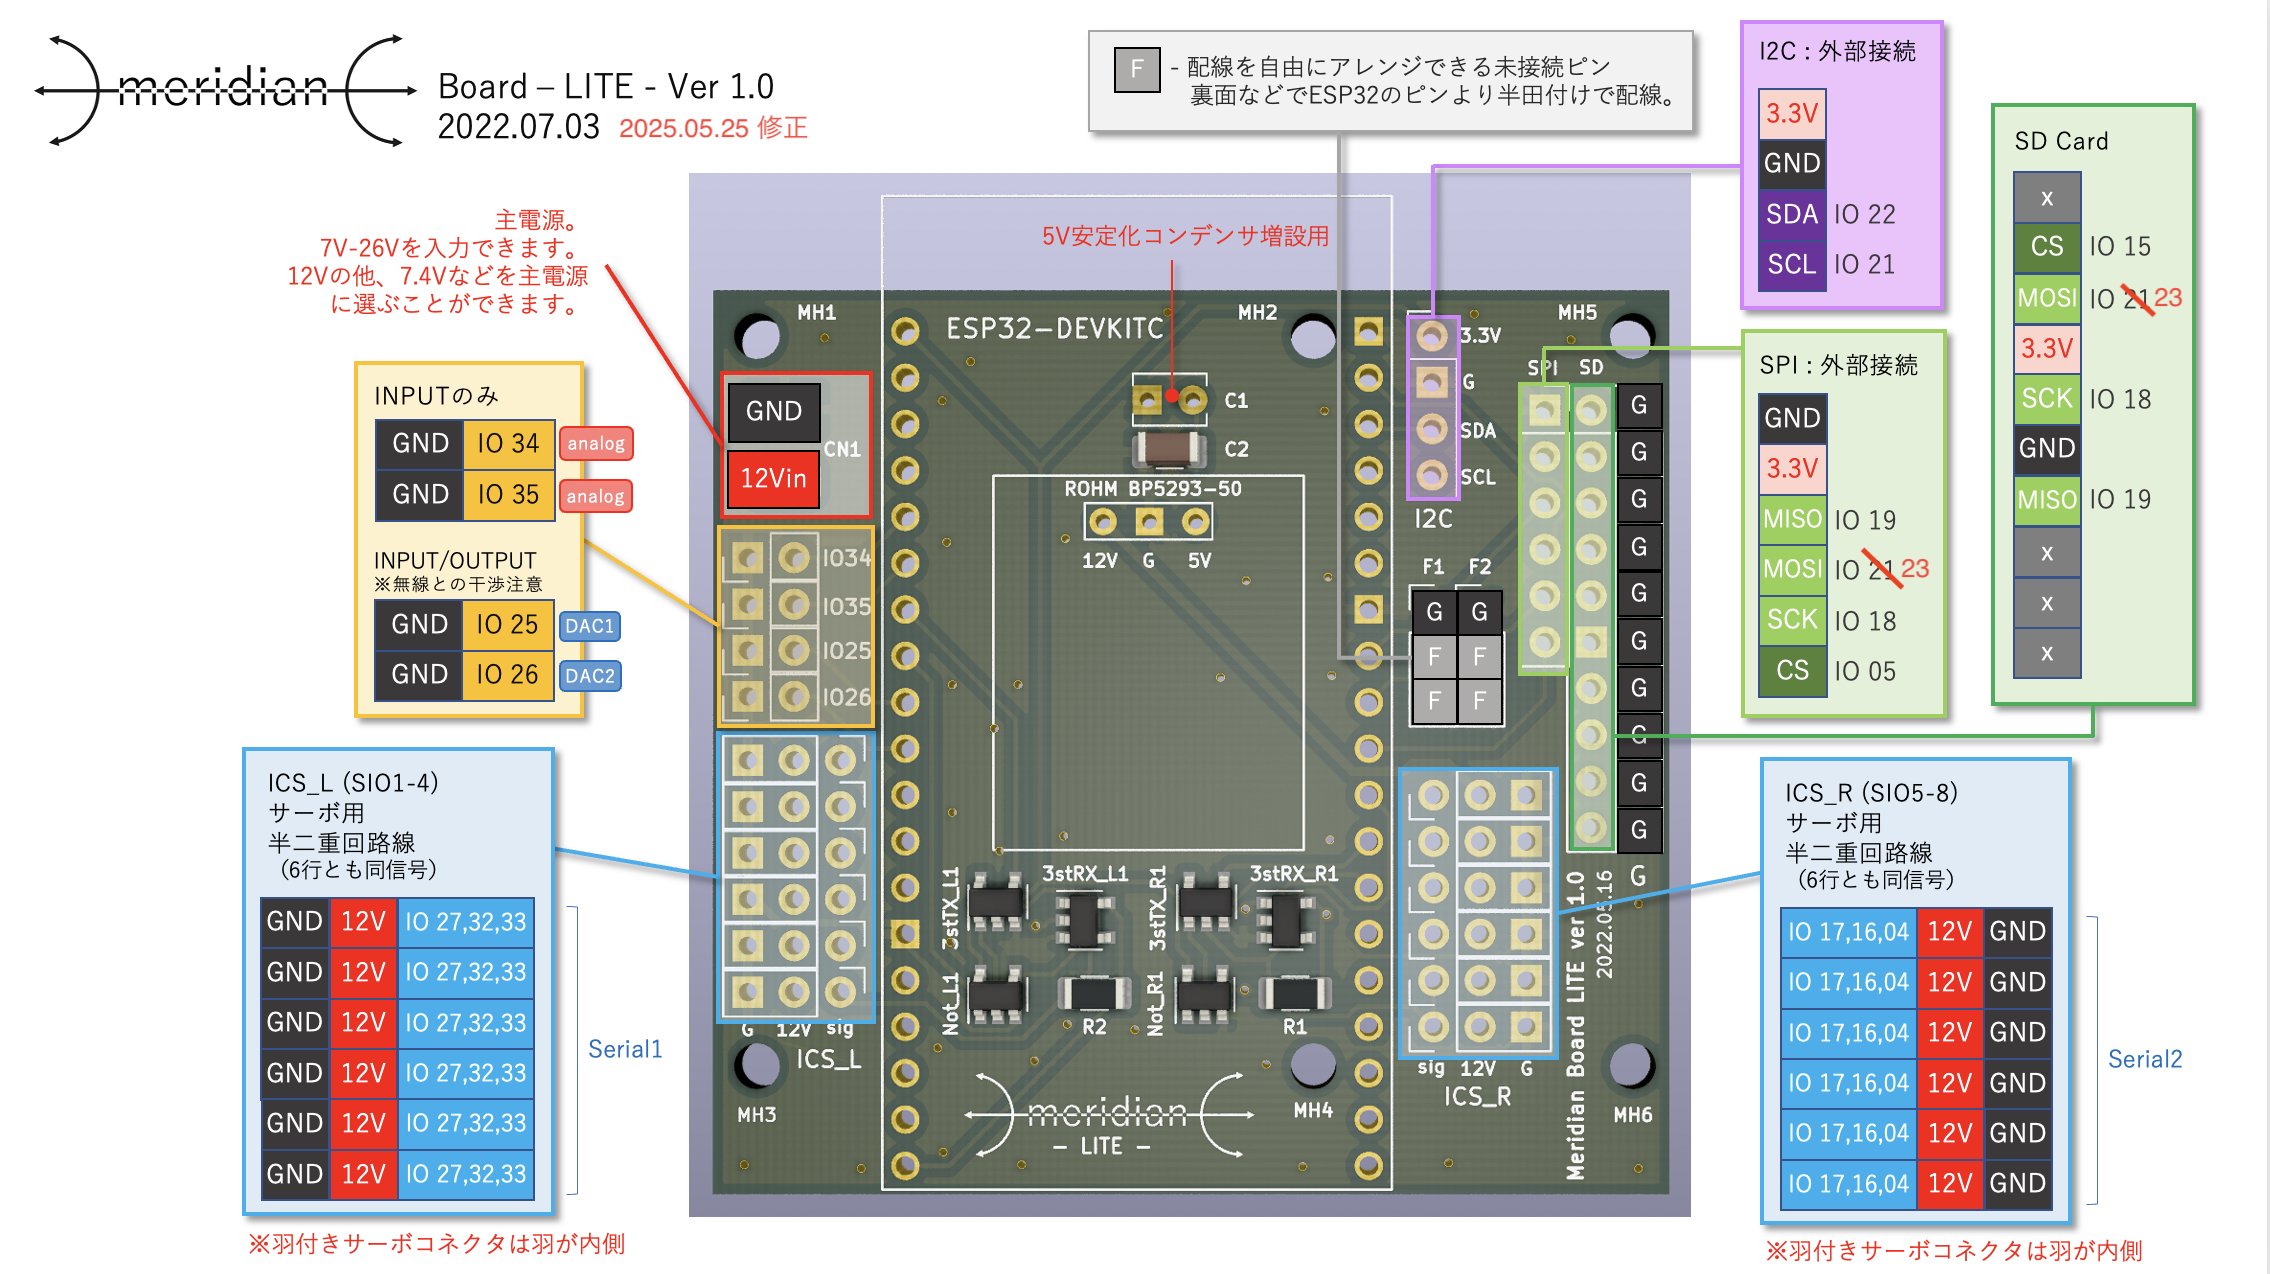 meridian
Board – LITE - Ver 1.0
2022.07.03 2025.05.25 修正
F - 配線を自由にアレンジできる未接続ピン
裏面などでESP32のピンより半田付けで配線。
主電源。
7V-26Vを入力できます。
12Vの他、7.4Vなどを主電源
に選ぶことができます。
5V安定化コンデンサ増設用
INPUTのみ
GND IO 34 analog
GND IO 35 analog
INPUT/OUTPUT
※無線との干渉注意
GND IO 25 DAC1
GND IO 26 DAC2
ICS_L (SIO1-4)
サーボ用
半二重回路線
（6行とも同信号）
GND 12V IO 27,32,33
GND 12V IO 27,32,33
GND 12V IO 27,32,33
GND 12V IO 27,32,33
GND 12V IO 27,32,33
GND 12V IO 27,32,33
Serial1
※羽付きサーボコネクタは羽が内側
MH1
ESP32-DEVKITC
MH2
MH5
GND
12Vin
CN1
C1
C2
ROHM BP5293-50
12V G 5V
IO34
IO35
IO25
IO26
G 12V sig
ICS_L
MH3
3.3V
G
SDA
SCL
I2C
SPI SD
G
G
G
G
G
G
G
G
G
G
G
F1 F2
G G
F F
F F
3stTX_L1
3stRX_L1
3stTX_R1
3stRX_R1
Not_L1
R2
Not_R1
R1
meridian
- LITE -
MH4
sig 12V G
ICS_R
Meridian Board LITE ver 1.0
2022.05.16
MH6
I2C : 外部接続
3.3V
GND
SDA IO 22
SCL IO 21
SPI : 外部接続
GND
3.3V
MISO IO 19
MOSI IO 21 23
SCK IO 18
CS IO 05
SD Card
x
CS IO 15
MOSI IO 21 23
3.3V
SCK IO 18
GND
MISO IO 19
x
x
x
ICS_R (SIO5-8)
サーボ用
半二重回路線
（6行とも同信号）
IO 17,16,04 12V GND
IO 17,16,04 12V GND
IO 17,16,04 12V GND
IO 17,16,04 12V GND
IO 17,16,04 12V GND
IO 17,16,04 12V GND
Serial2
※羽付きサーボコネクタは羽が内側